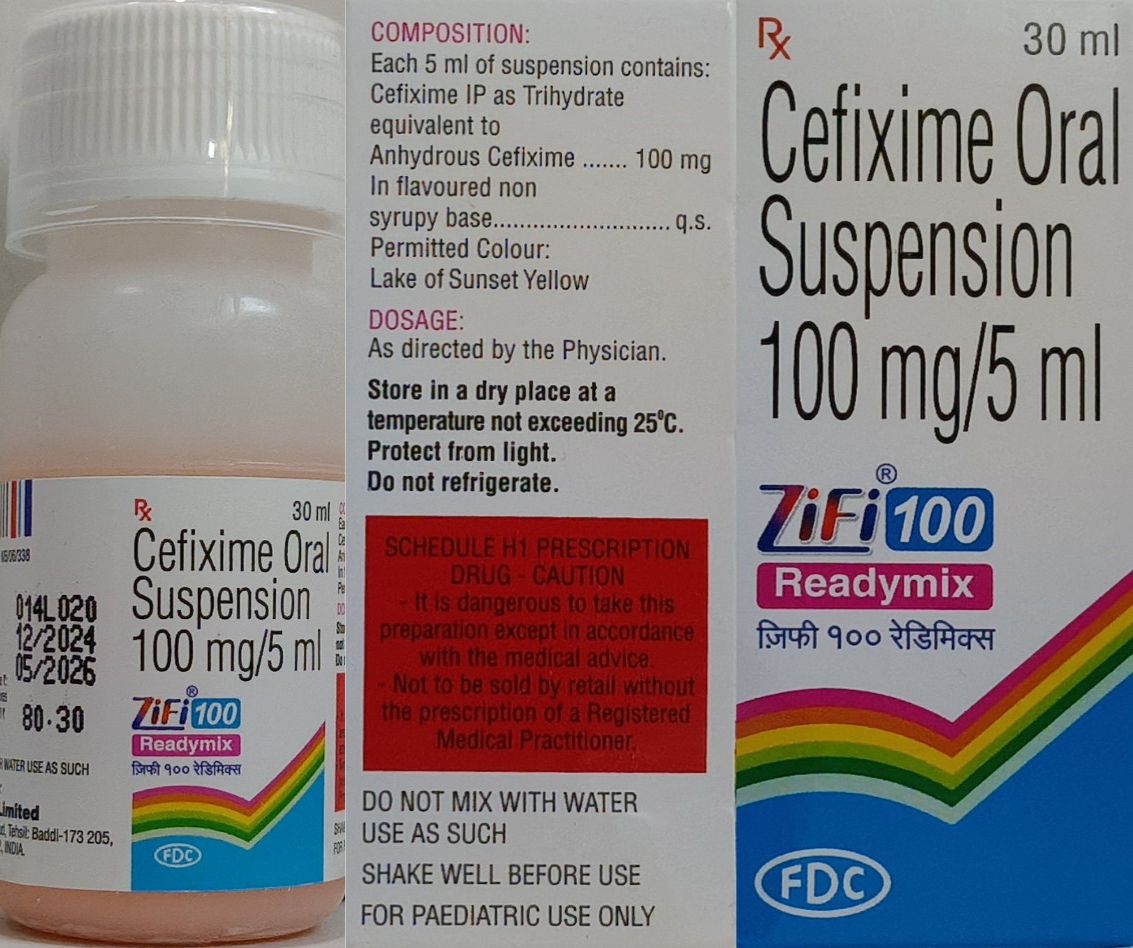 014L020
12/2024
05/2026
80.30
WATER USE AS SUCH
Limited
Tehsil: Baddi-173 205,
INDIA.
Rx
30 ml
Cefixime Oral
Suspension
100 mg/5 ml
ZiFi® 100
Readymix
ज़िफी १०० रेडिमिक्स
FDC
COMPOSITION:
Each 5 ml of suspension contains:
Cefixime IP as Trihydrate
equivalent to
Anhydrous Cefixime ....... 100 mg
In flavoured non
syrupy base........................... q.s.
Permitted Colour:
Lake of Sunset Yellow
DOSAGE:
As directed by the Physician.
Store in a dry place at a
temperature not exceeding 25⁰C.
Protect from light.
Do not refrigerate.
SCHEDULE H1 PRESCRIPTION
DRUG - CAUTION
- It is dangerous to take this
preparation except in accordance
with the medical advice.
- Not to be sold by retail without
the prescription of a Registered
Medical Practitioner.
DO NOT MIX WITH WATER
USE AS SUCH
SHAKE WELL BEFORE USE
FOR PAEDIATRIC USE ONLY
Rx
30 ml
Cefixime Oral
Suspension
100 mg/5 ml
ZiFi® 100
Readymix
ज़िफी १०० रेडिमिक्स
FDC